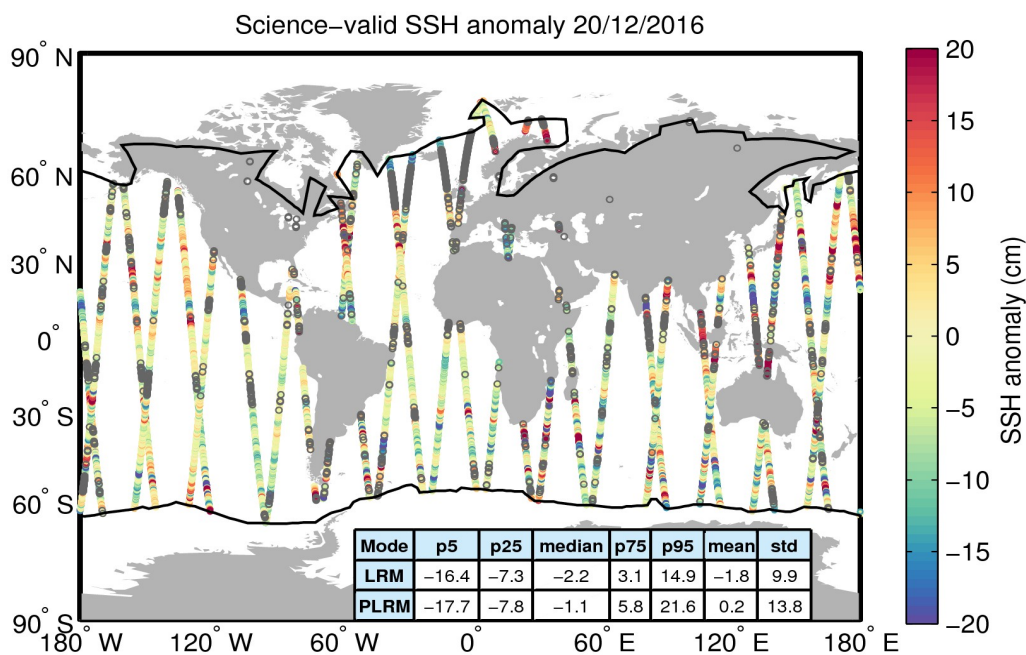 Science−valid SSH anomaly 20/12/2016
90° N
60° N
30° N
0°
30° S
60° S
90° S
180° W
120° W
60° W
0°
60° E
120° E
180° E
20
15
10
5
0
−5
−10
−15
−20
SSH anomaly (cm)
Mode p5 p25 median p75 p95 mean std
LRM −16.4 −7.3 −2.2 3.1 14.9 −1.8 9.9
PLRM −17.7 −7.8 −1.1 5.8 21.6 0.2 13.8